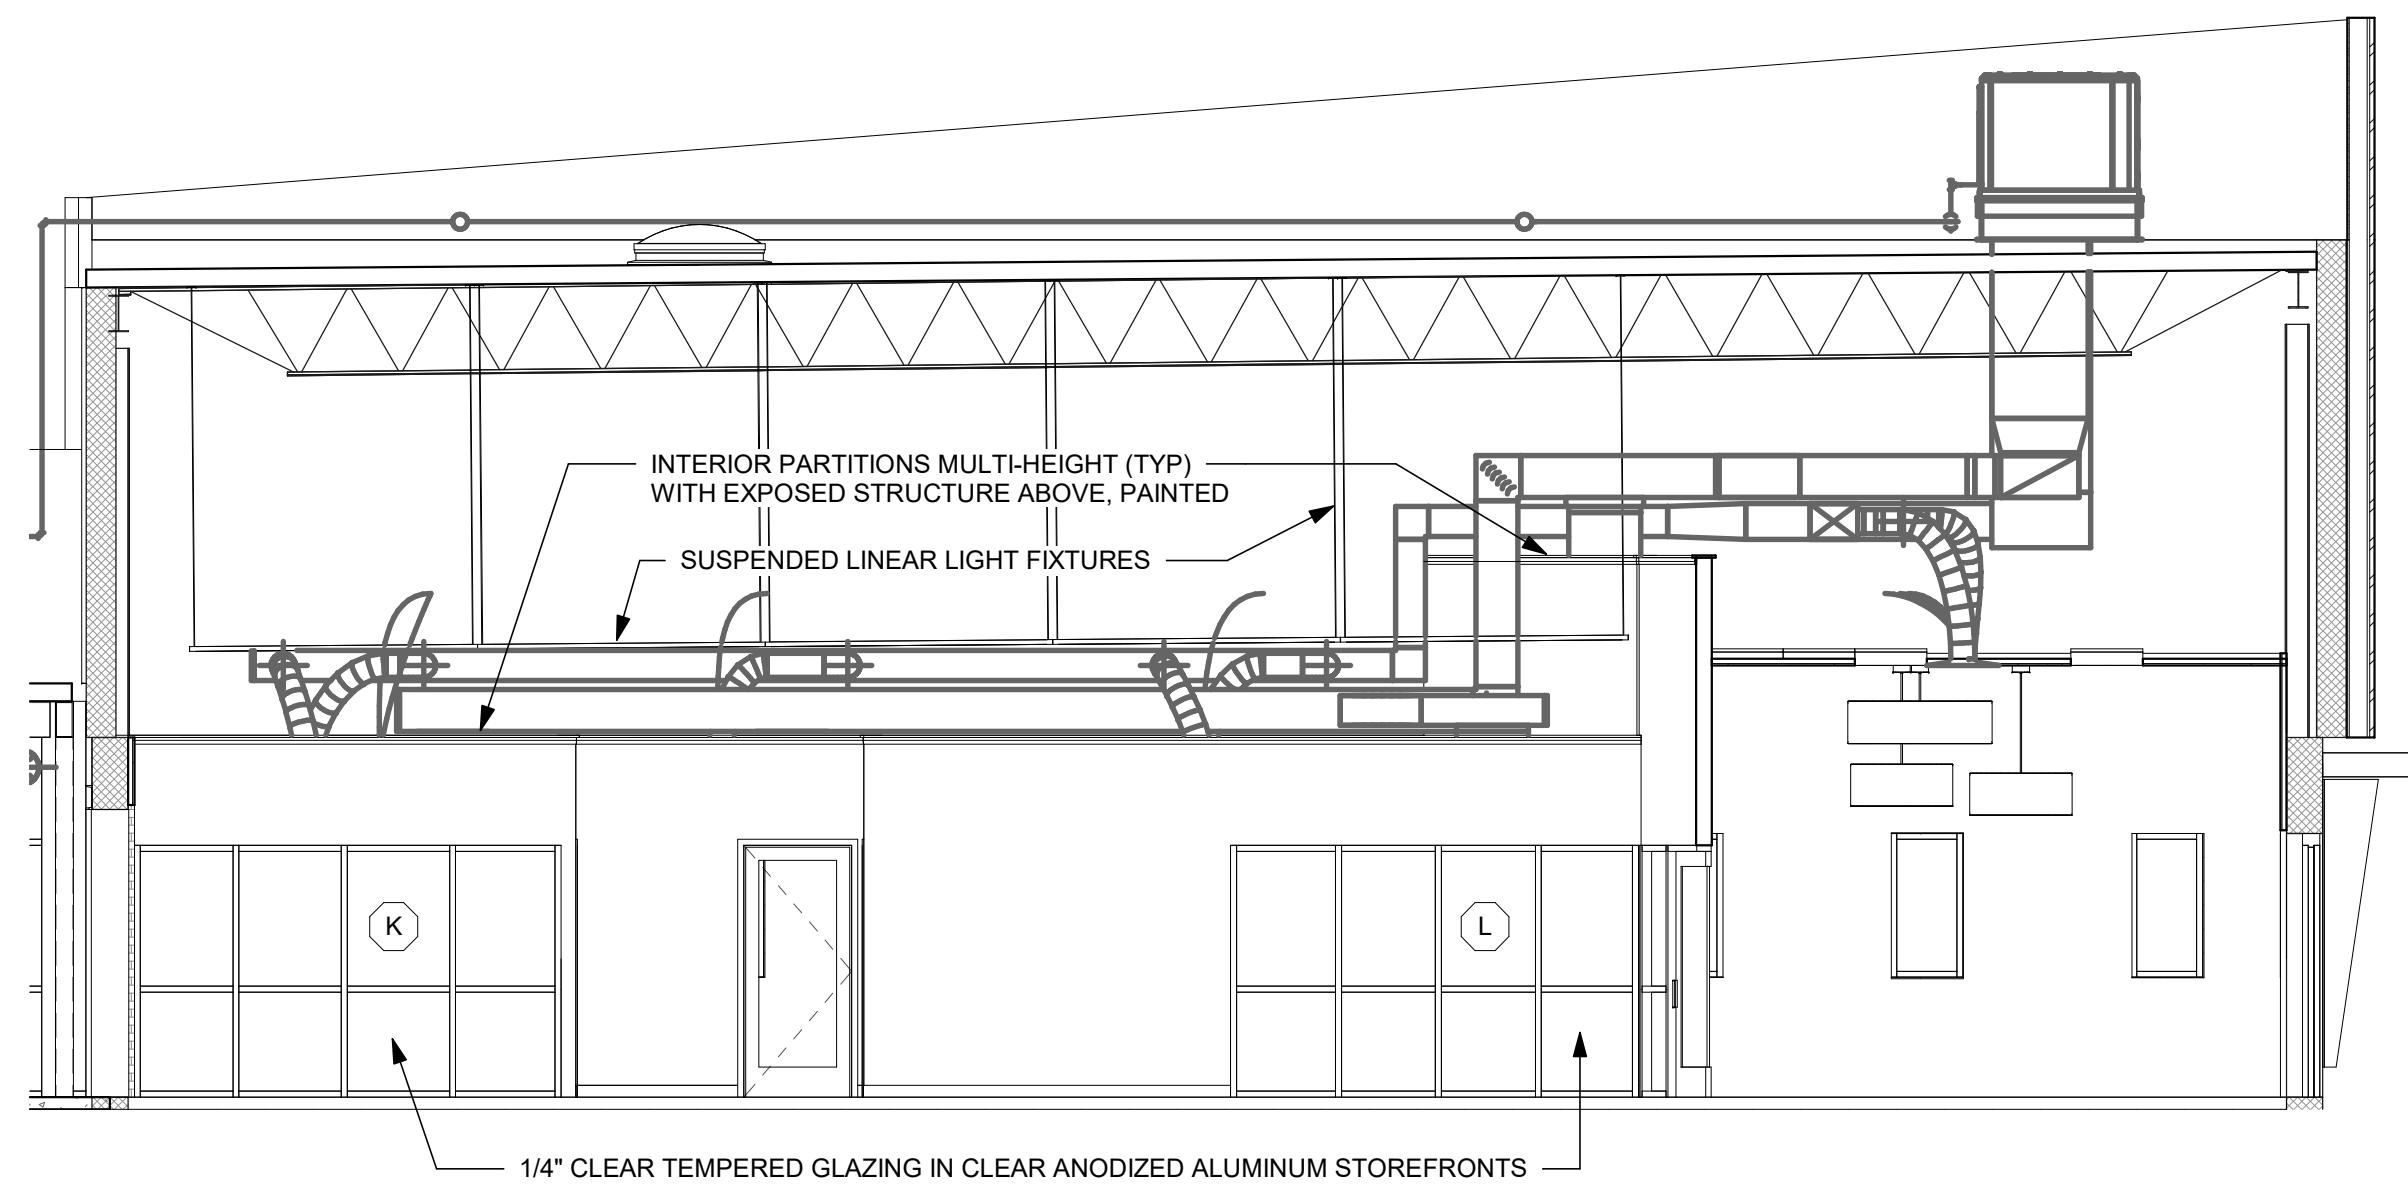 INTERIOR PARTITIONS MULTI-HEIGHT (TYP)
WITH EXPOSED STRUCTURE ABOVE, PAINTED
SUSPENDED LINEAR LIGHT FIXTURES
K
L
1/4" CLEAR TEMPERED GLAZING IN CLEAR ANODIZED ALUMINUM STOREFRONTS